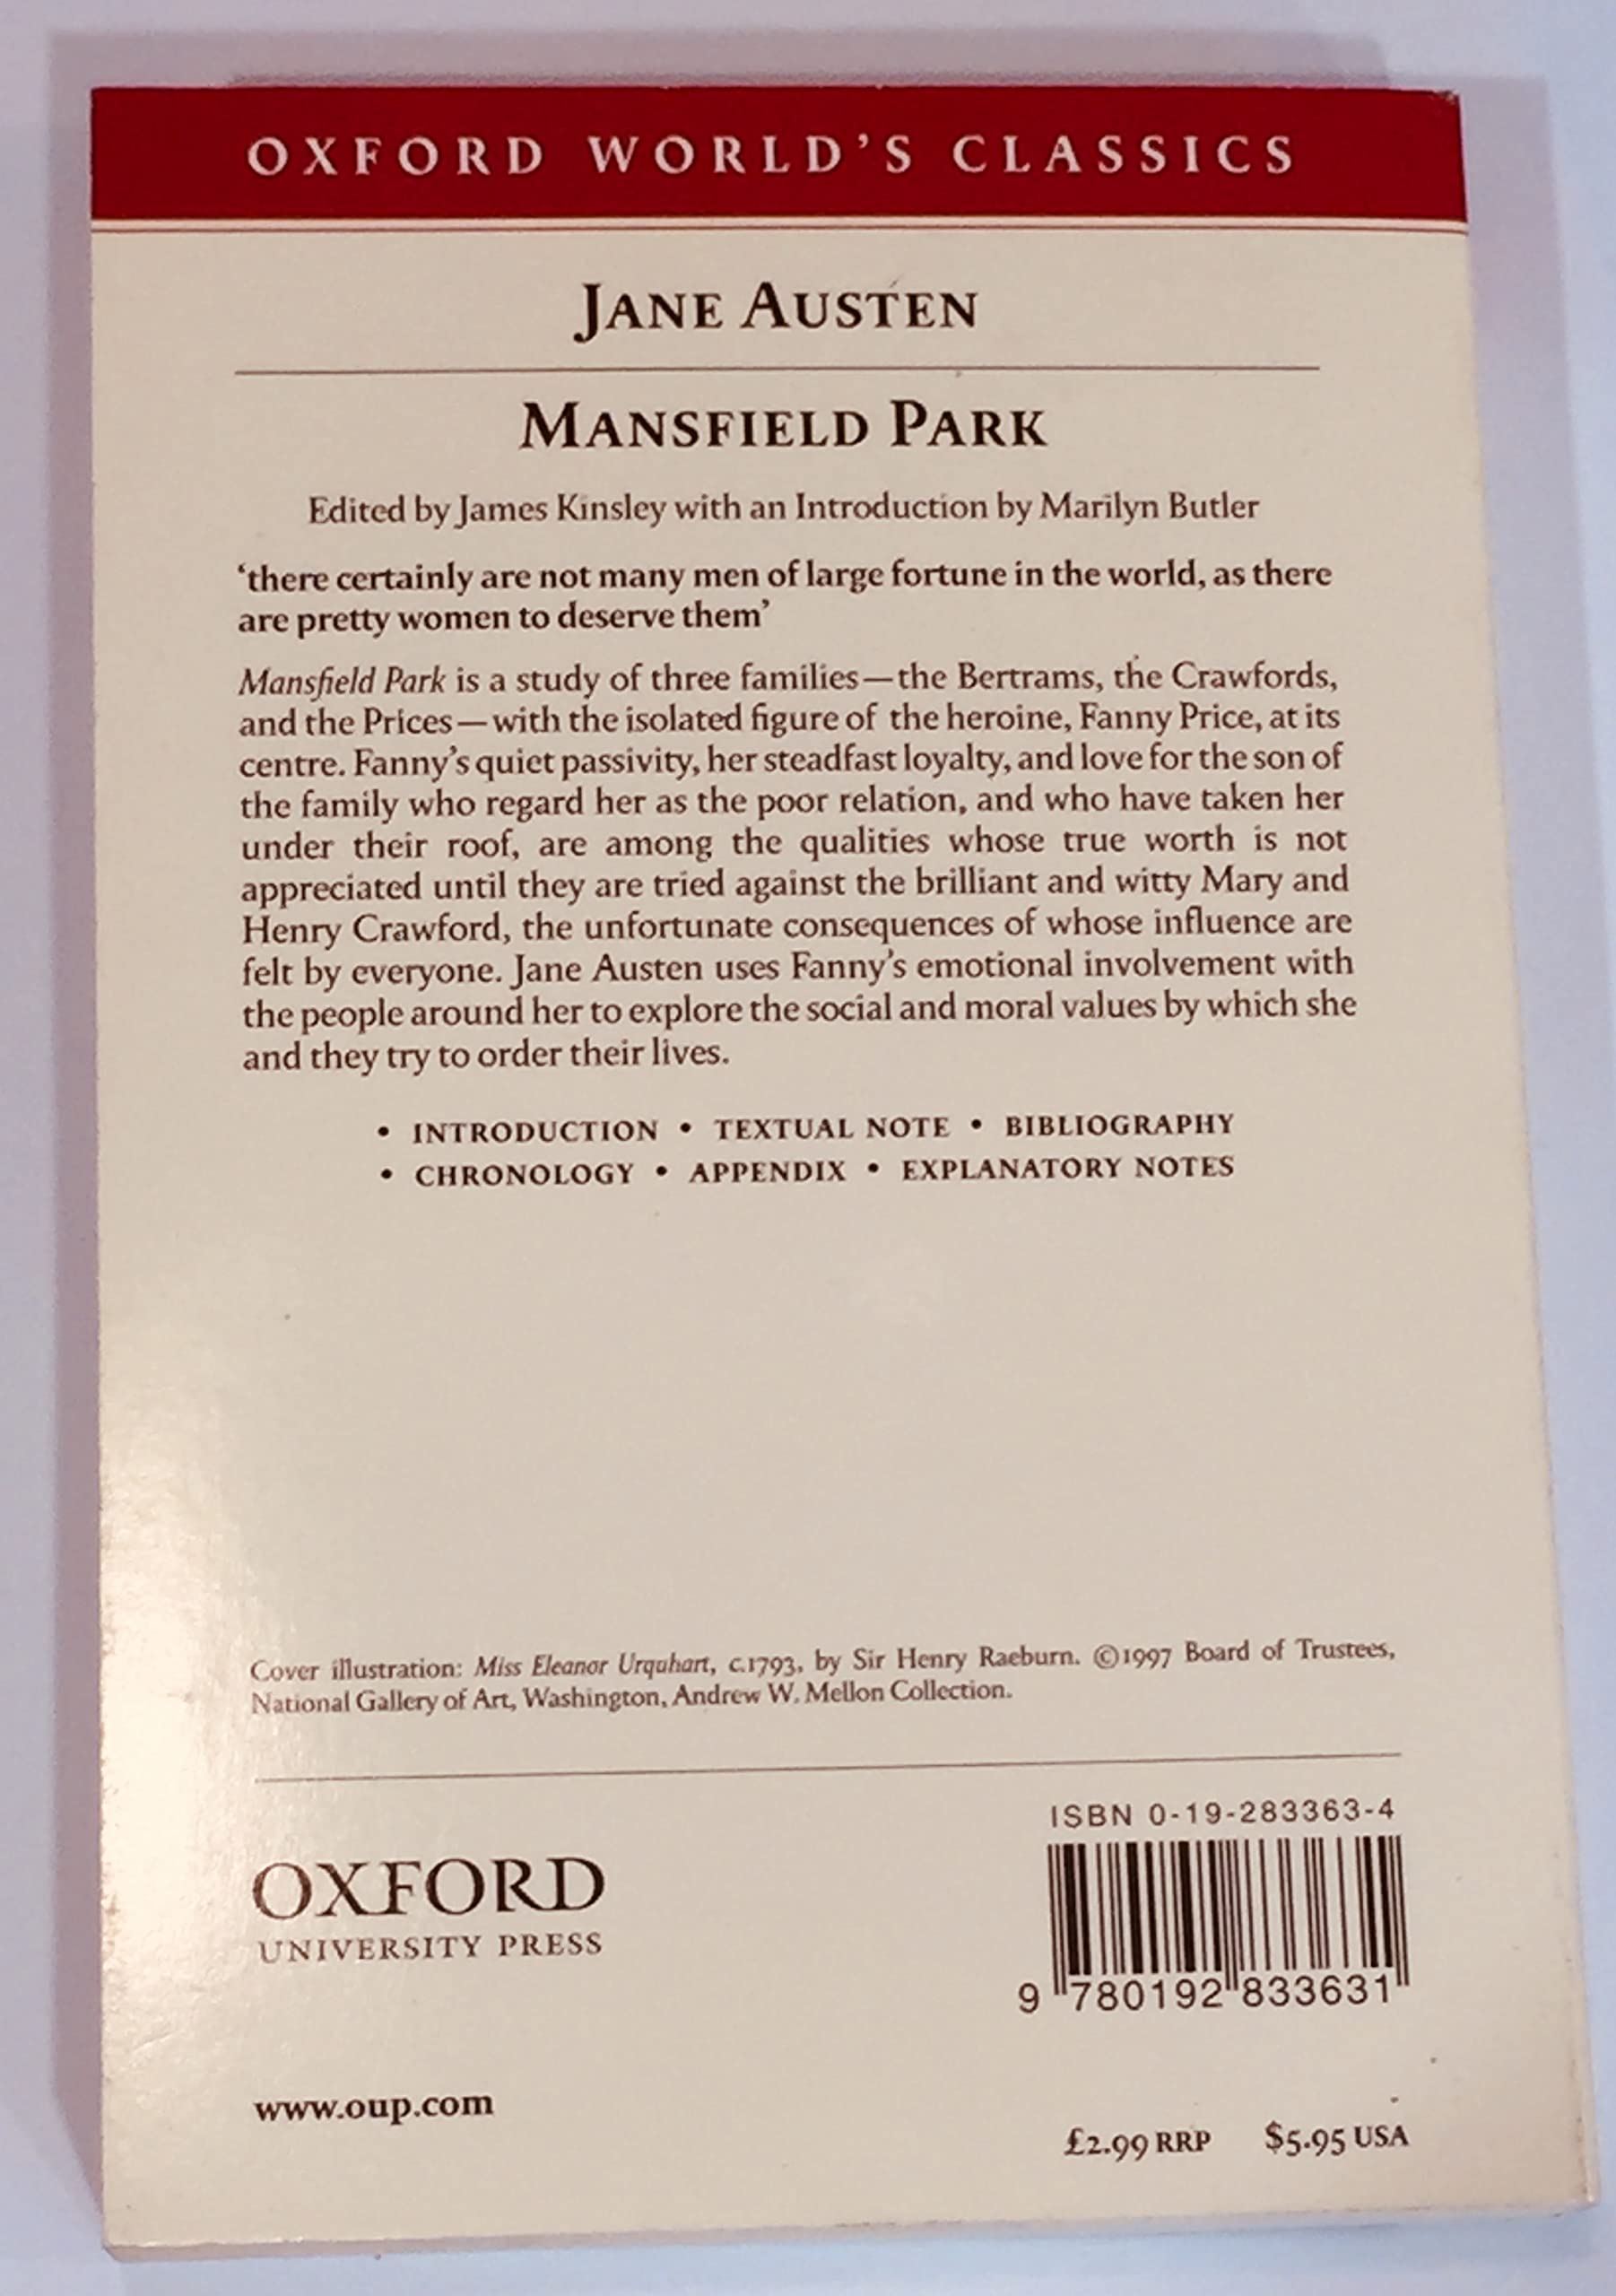 OXFORD WORLD'S CLASSICS
JANE AUSTEN
MANSFIELD PARK
Edited by James Kinsley with an Introduction by Marilyn Butler
‘there certainly are not many men of large fortune in the world, as there
are pretty women to deserve them’
Mansfield Park is a study of three families—the Bertrams, the Crawfords,
and the Prices—with the isolated figure of the heroine, Fanny Price, at its
centre. Fanny's quiet passivity, her steadfast loyalty, and love for the son of
the family who regard her as the poor relation, and who have taken her
under their roof, are among the qualities whose true worth is not
appreciated until they are tried against the brilliant and witty Mary and
Henry Crawford, the unfortunate consequences of whose influence are
felt by everyone. Jane Austen uses Fanny's emotional involvement with
the people around her to explore the social and moral values by which she
and they try to order their lives.
• INTRODUCTION • TEXTUAL NOTE • BIBLIOGRAPHY
• CHRONOLOGY • APPENDIX • EXPLANATORY NOTES
Cover illustration: Miss Eleanor Urquhart, c.1793, by Sir Henry Raeburn. ©1997 Board of Trustees,
National Gallery of Art, Washington, Andrew W. Mellon Collection.
ISBN 0-19-283363-4
OXFORD
UNIVERSITY PRESS
9 780192 833631
www.oup.com
£2.99 RRP $5.95 USA